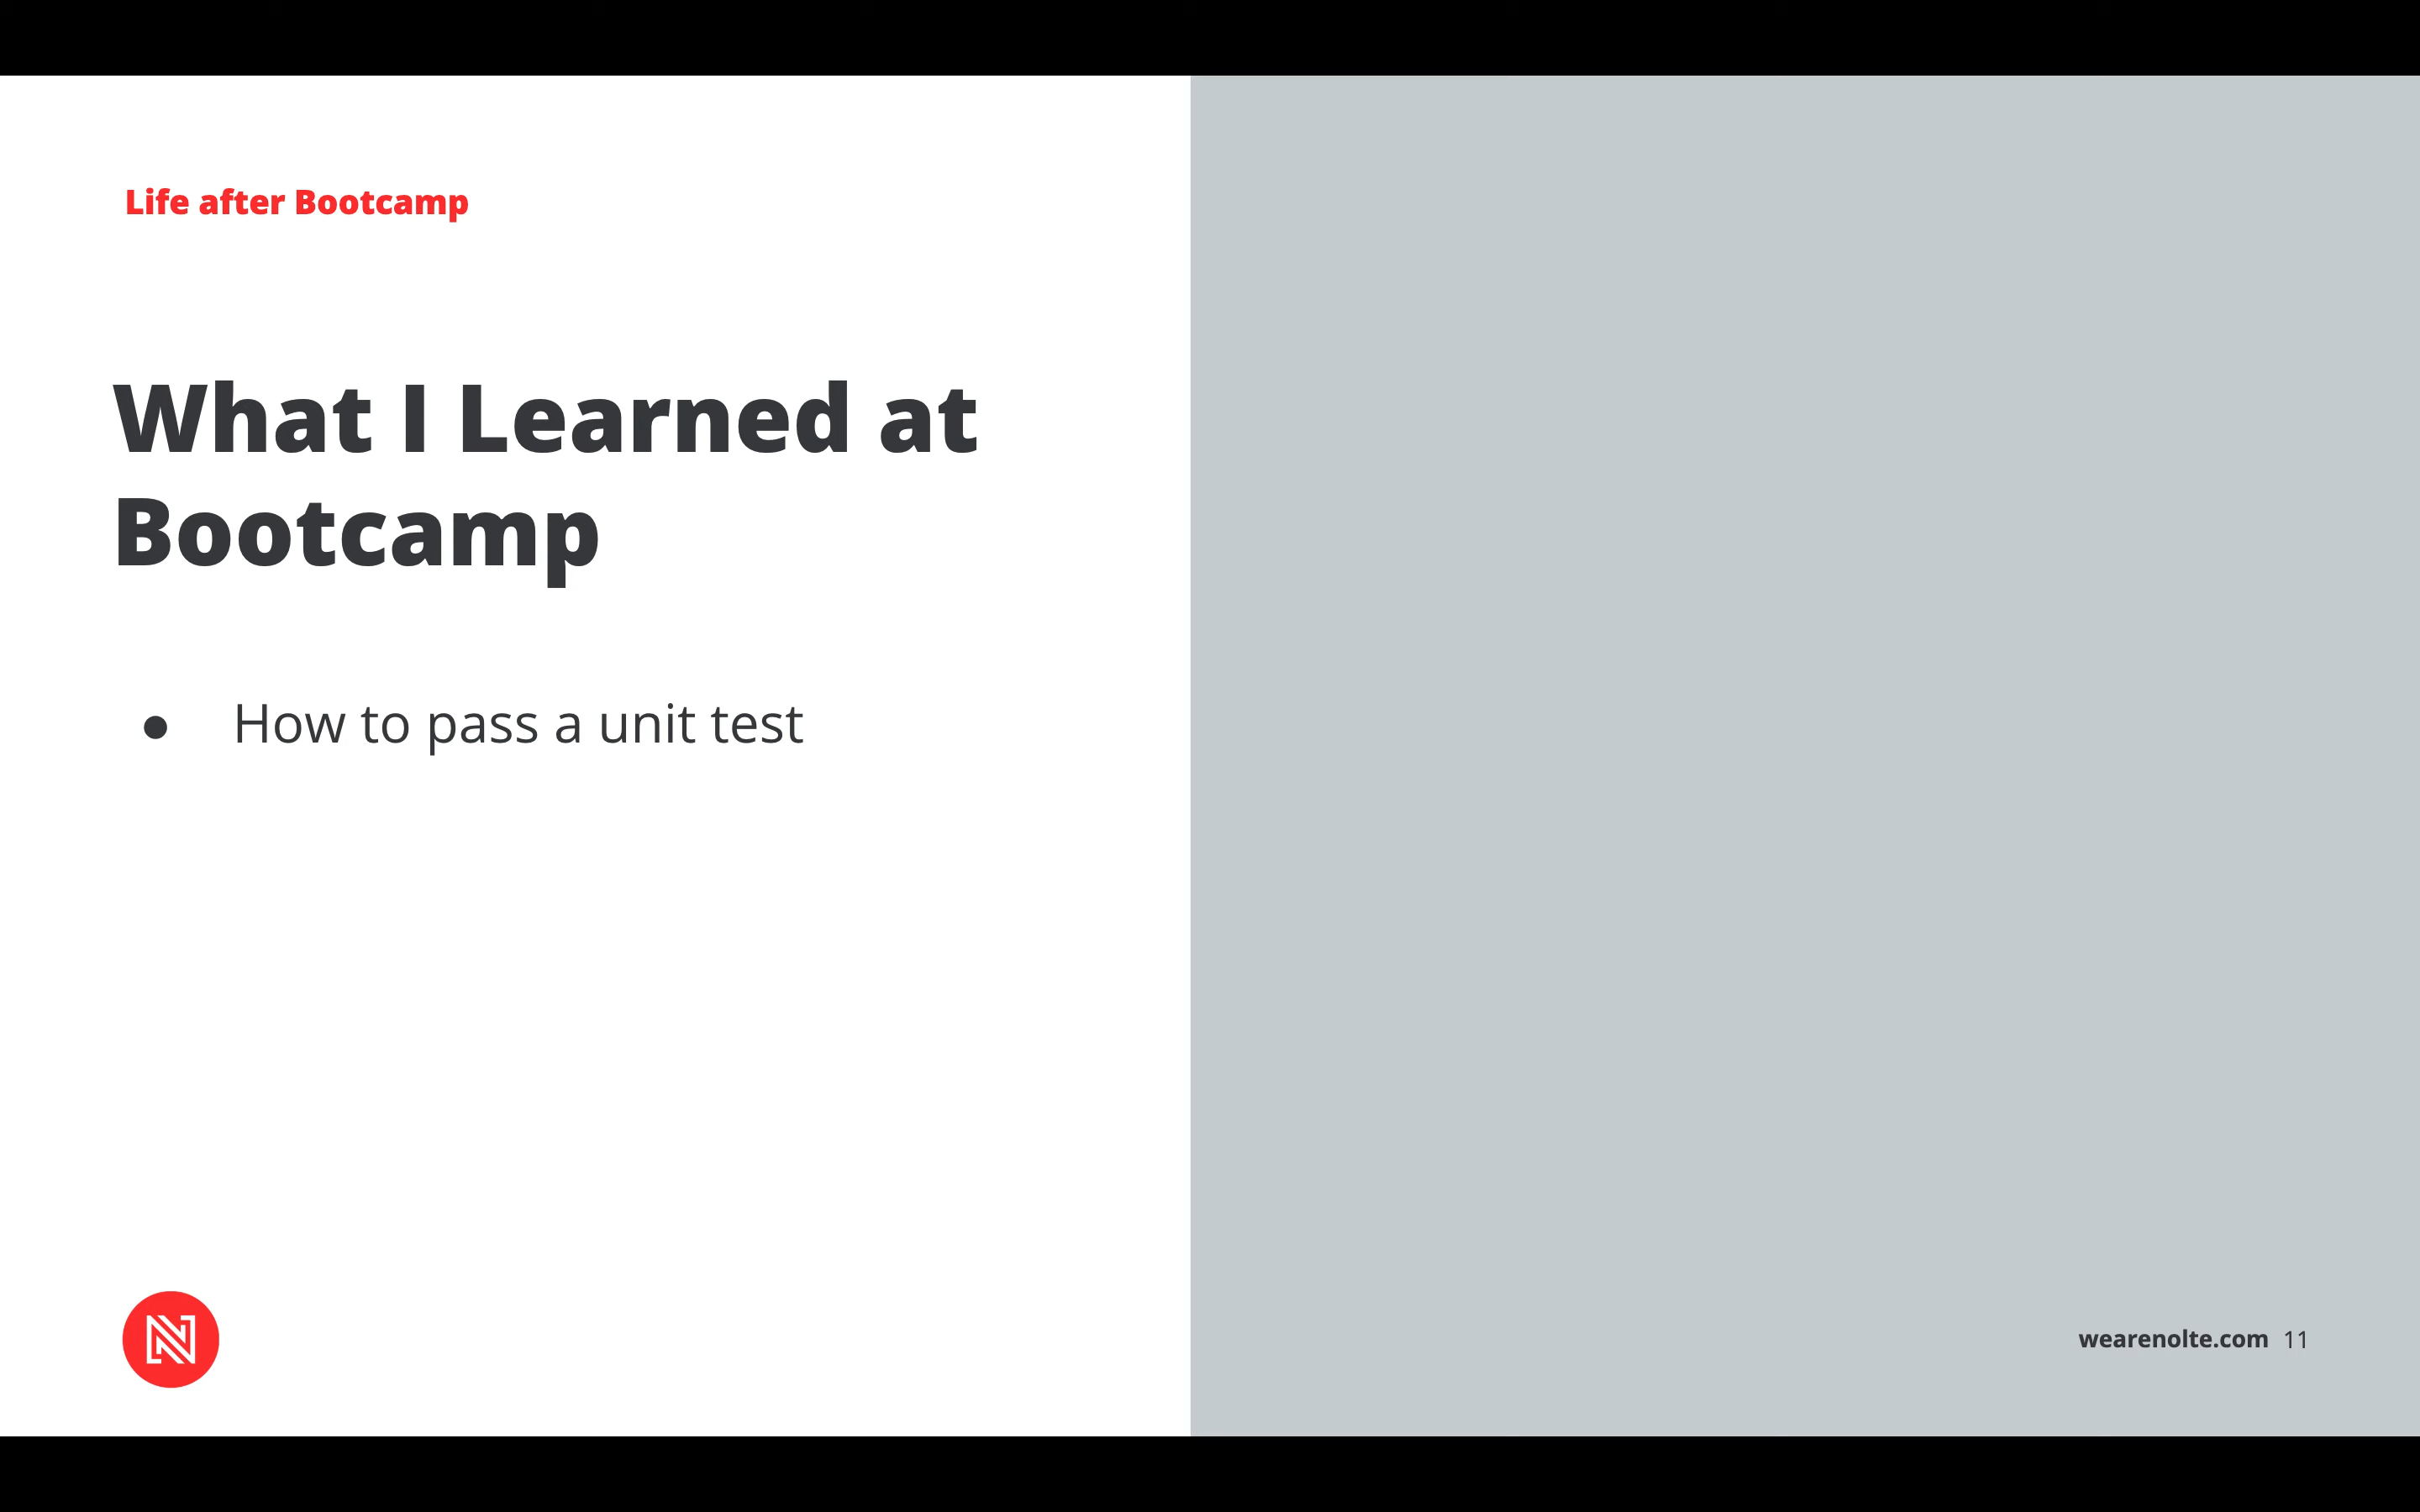 Life after Bootcamp
What I Learned at
Bootcamp
● How to pass a unit test
N
wearenolte.com 11